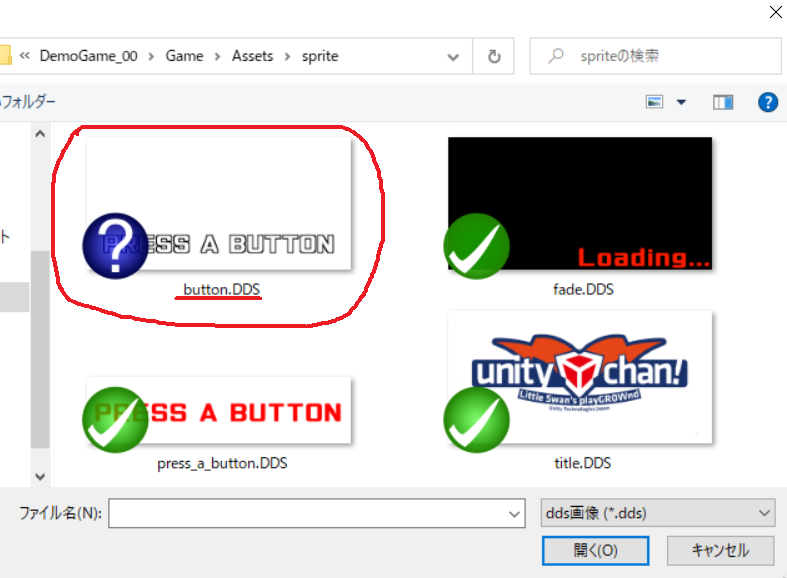 « DemoGame_00 > Game > Assets > sprite
spriteの検索
フォルダー
?
?
PRESS A BUTTON
button.DDS
Loading...
fade.DDS
ト
PRESS A BUTTON
press_a_button.DDS
unity chan!
Little Swan's playGROWnd
Unity Technologies Japan
title.DDS
ファイル名(N):
dds画像 (*.dds)
開く(O)
キャンセル